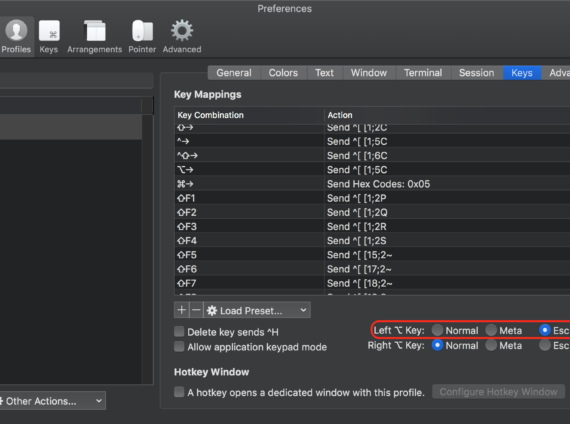 Preferences
Profiles Keys Arrangements Pointer Advanced
General Colors Text Window Terminal Session Keys Adva
Key Mappings
Key Combination Action
⇧→ Send ^[ [1;2C
^→ Send ^[ [1;5C
^⇧→ Send ^[ [1;6C
⌥→ Send ^[ [1;5C
⌘→ Send Hex Codes: 0x05
⇧F1 Send ^[ [1;2P
⇧F2 Send ^[ [1;2Q
⇧F3 Send ^[ [1;2R
⇧F4 Send ^[ [1;2S
⇧F5 Send ^[ [15;2~
⇧F6 Send ^[ [17;2~
⇧F7 Send ^[ [18;2~
+ − Load Preset...
Delete key sends ^H
Left ⌥ Key: Normal Meta Esc
Allow application keypad mode
Right ⌥ Key: Normal Meta Esc
Hotkey Window
A hotkey opens a dedicated window with this profile. Configure Hotkey Window
Other Actions...